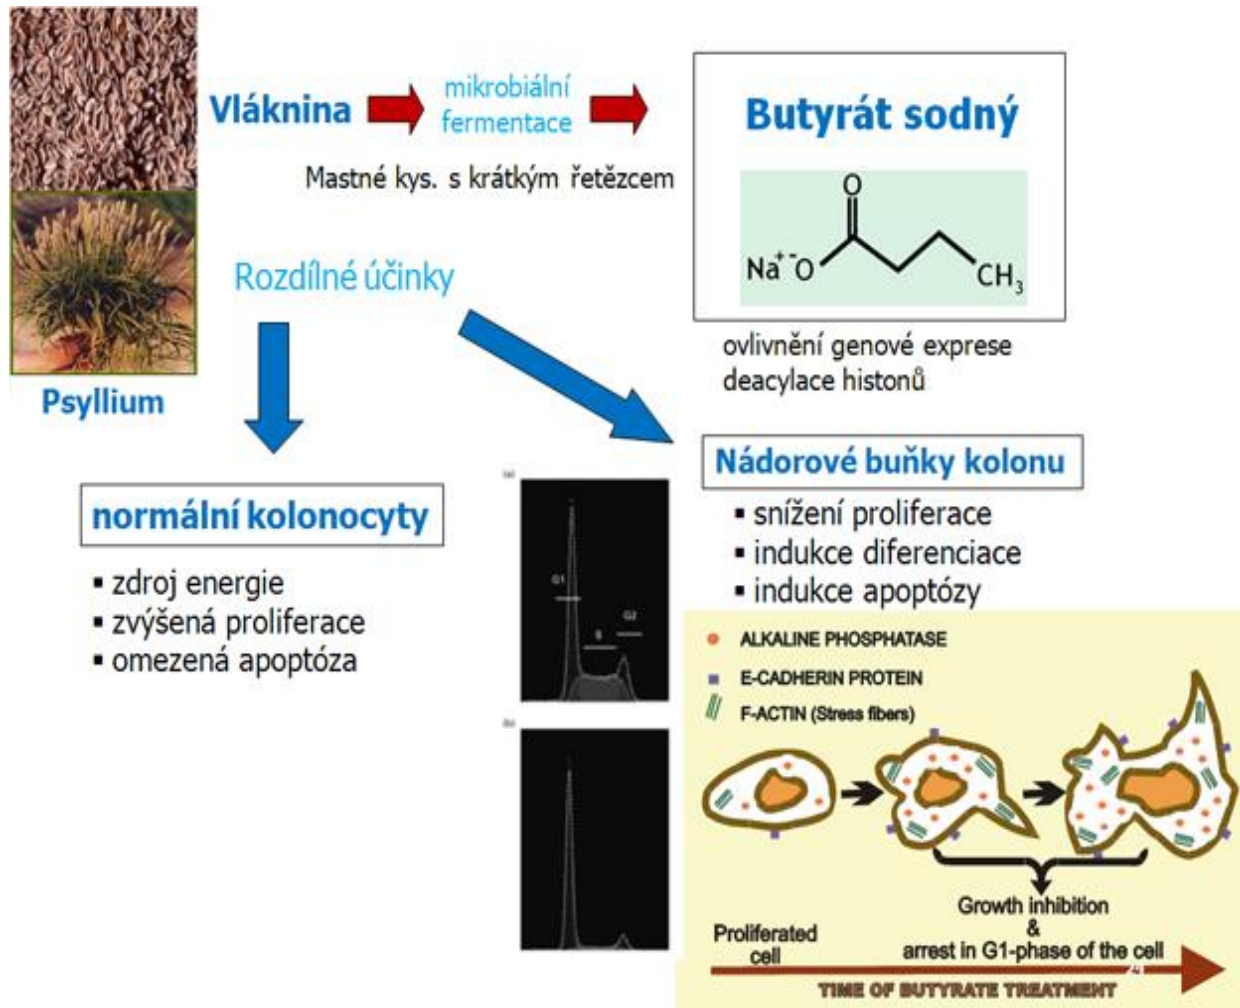 Vláknina
mikrobiální
fermentace
Mastné kys. s krátkým řetězcem
Butyrát sodný
O
Na⁺⁻O
CH₃
ovlivnění genové exprese
deacylace histonů
Psyllium
Rozdílné účinky
normální kolonocyty
▪ zdroj energie
▪ zvýšená proliferace
▪ omezená apoptóza
Nádorové buňky kolonu
▪ snížení proliferace
▪ indukce diferenciace
▪ indukce apoptózy
(a)
G1
S
G2
(b)
ALKALINE PHOSPHATASE
E-CADHERIN PROTEIN
F-ACTIN (Stress fibers)
Growth inhibition
&
arrest in G1-phase of the cell
Proliferated
cell
TIME OF BUTYRATE TREATMENT